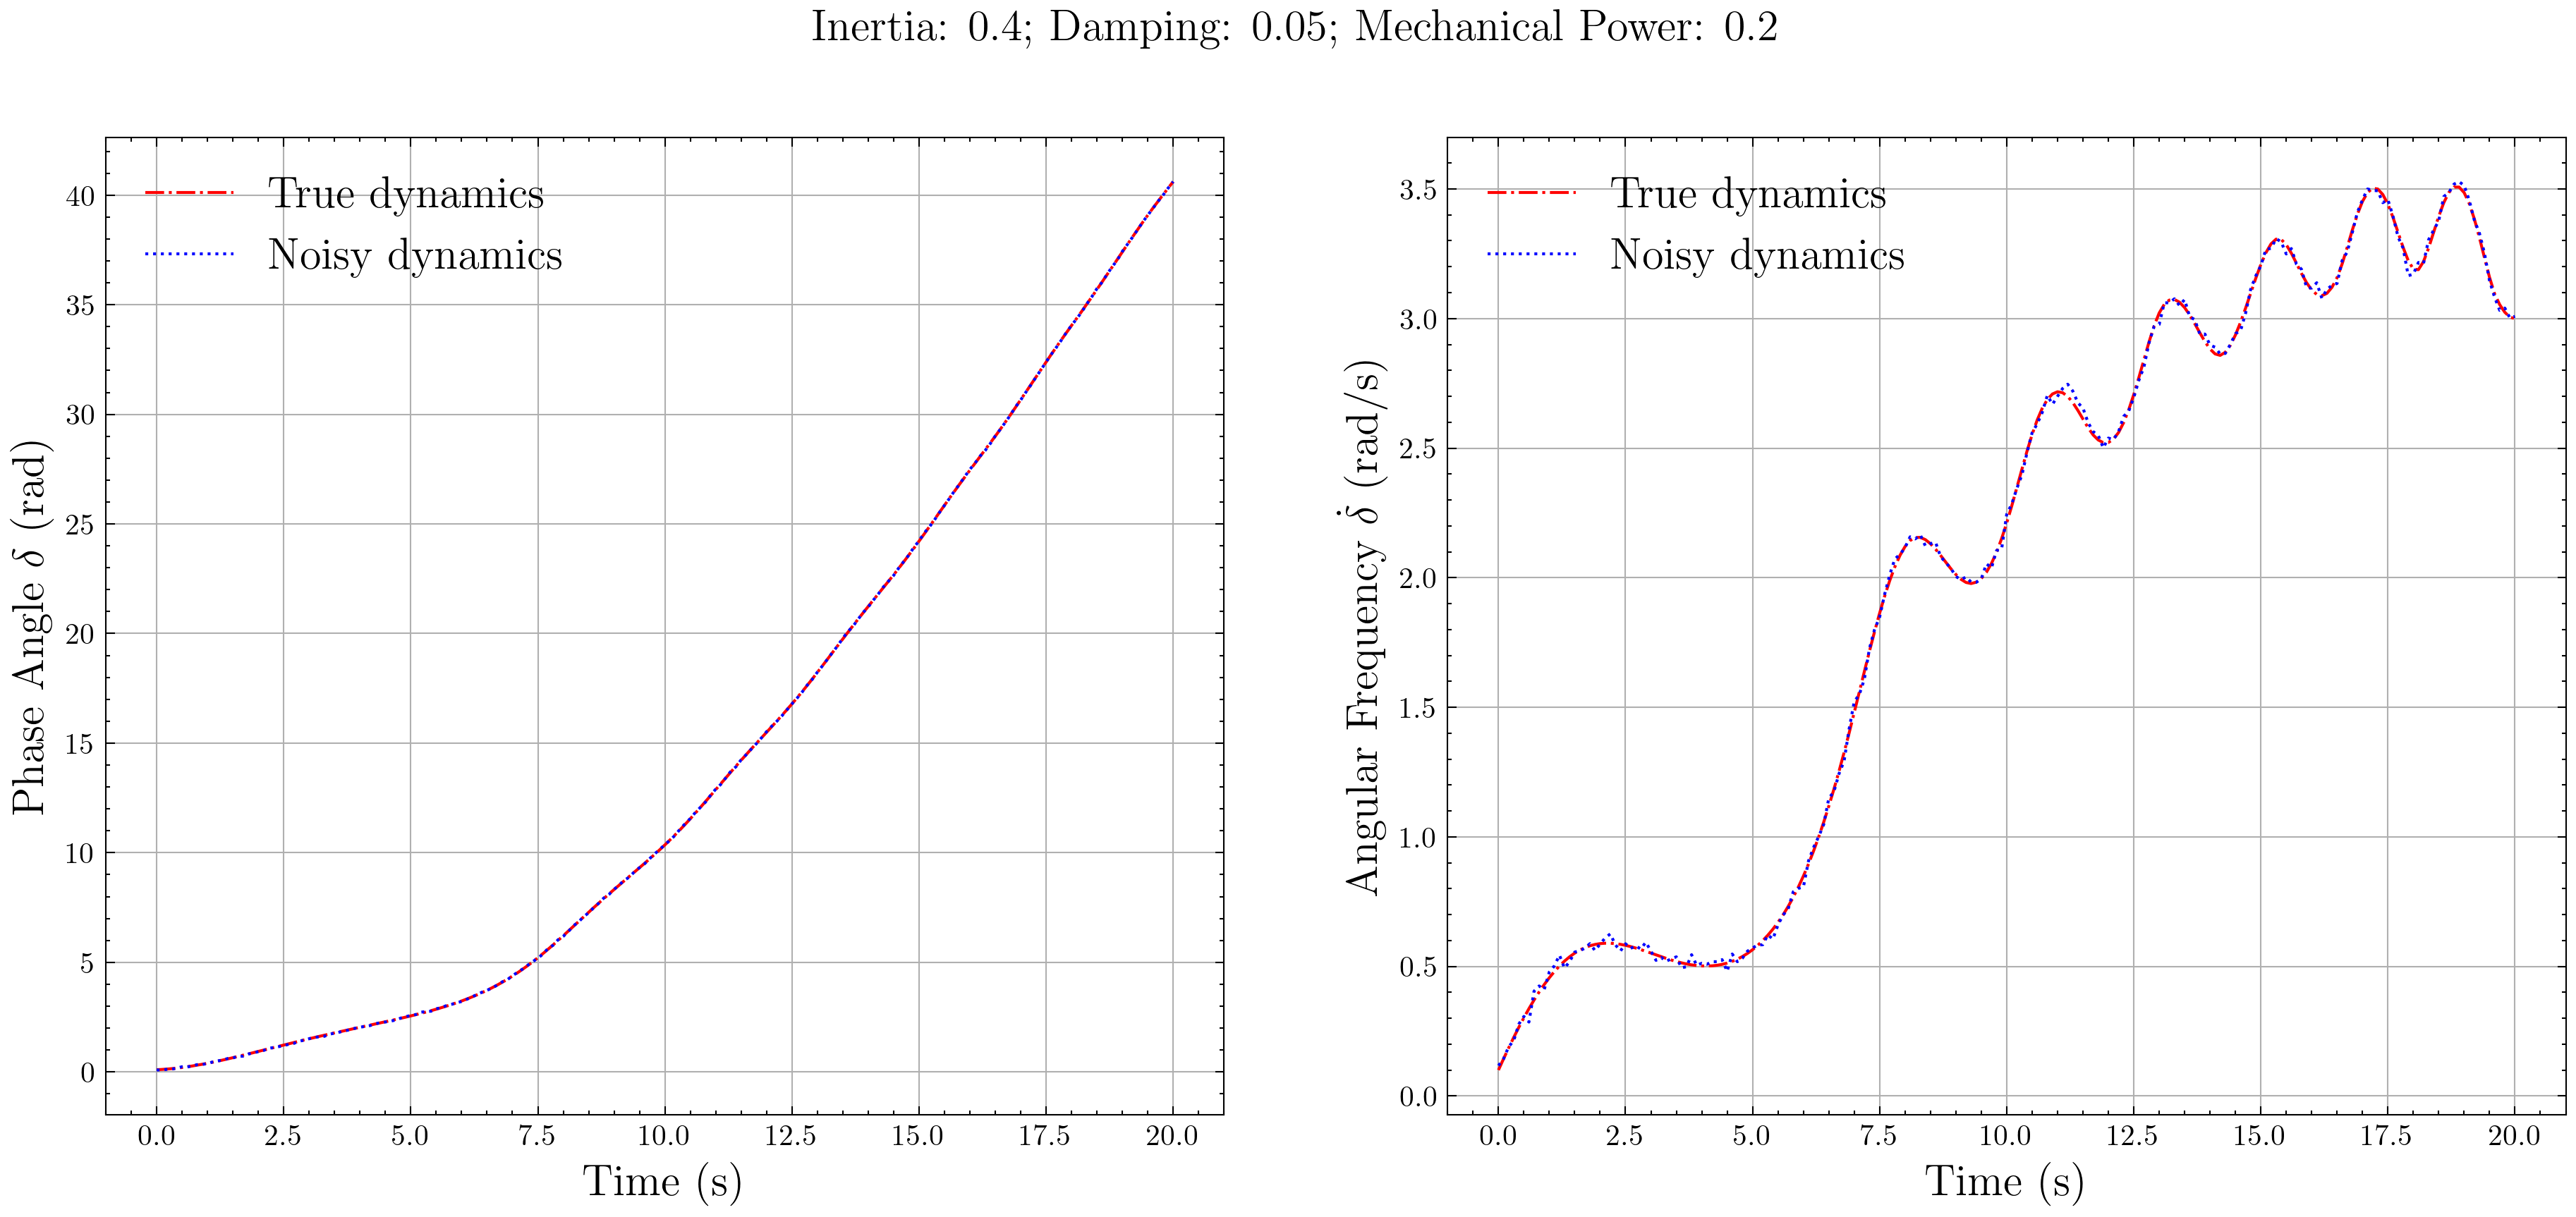 Inertia: 0.4; Damping: 0.05; Mechanical Power: 0.2
True dynamics
Noisy dynamics
40
35
30
25
20
15
10
5
0
Phase Angle δ (rad)
0.0 2.5 5.0 7.5 10.0 12.5 15.0 17.5 20.0
Time (s)
True dynamics
Noisy dynamics
3.5
3.0
2.5
2.0
1.5
1.0
0.5
0.0
Angular Frequency δ̇ (rad/s)
0.0 2.5 5.0 7.5 10.0 12.5 15.0 17.5 20.0
Time (s)